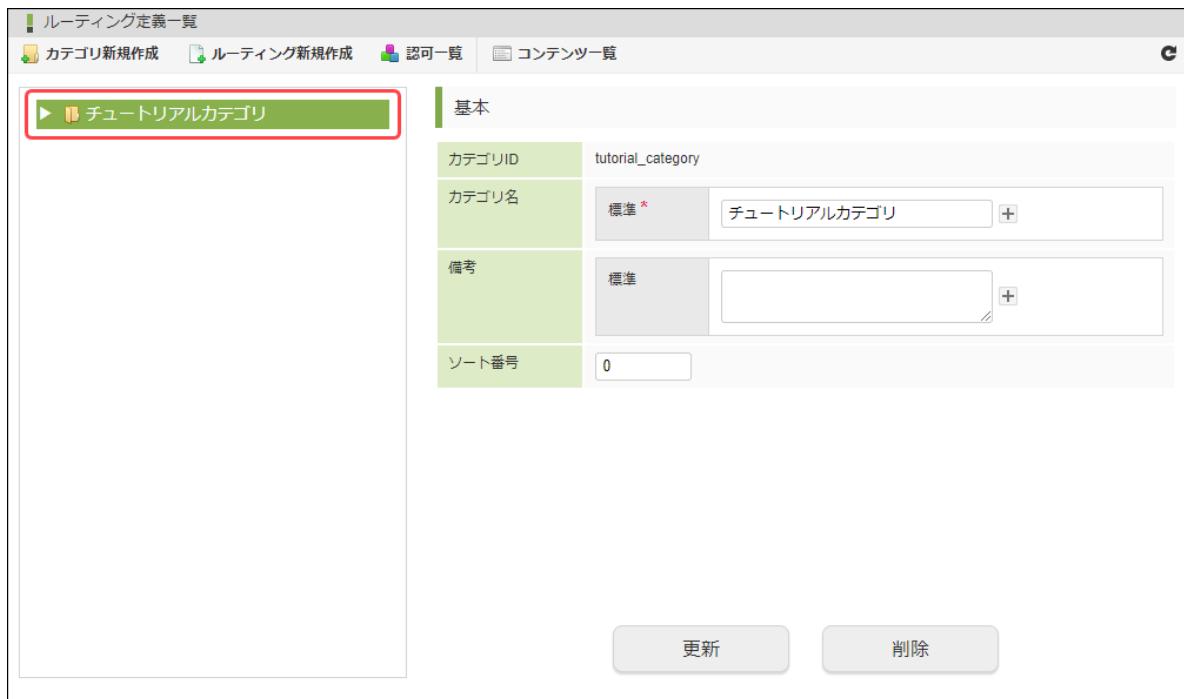 ルーティング定義一覧
カテゴリ新規作成 ルーティング新規作成 認可一覧 コンテンツ一覧
チュートリアルカテゴリ
基本
カテゴリID tutorial_category
カテゴリ名 標準* チュートリアルカテゴリ
備考 標準
ソート番号 0
更新 削除